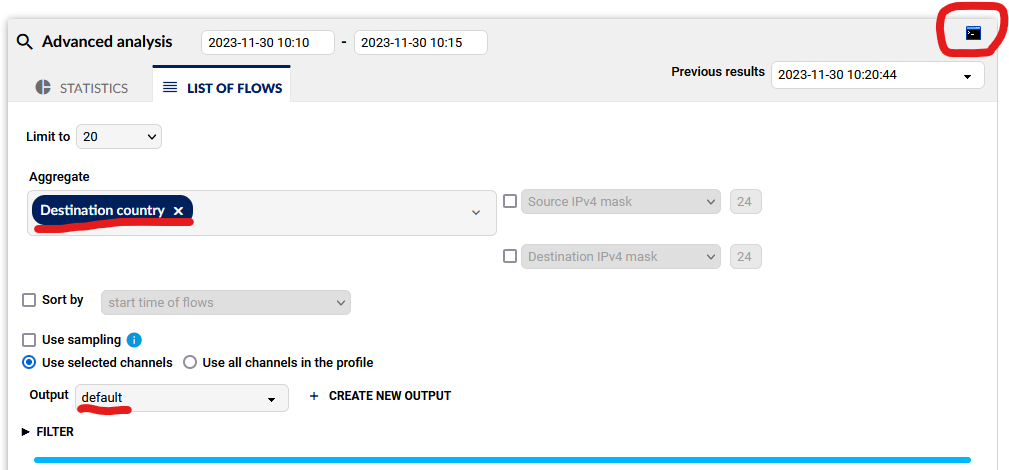 Advanced analysis 2023-11-30 10:10 - 2023-11-30 10:15
Previous results 2023-11-30 10:20:44
STATISTICS LIST OF FLOWS
Limit to 20
Aggregate
Destination country × Source IPv4 mask 24
Destination IPv4 mask 24
Sort by start time of flows
Use sampling i
Use selected channels Use all channels in the profile
Output default + CREATE NEW OUTPUT
FILTER